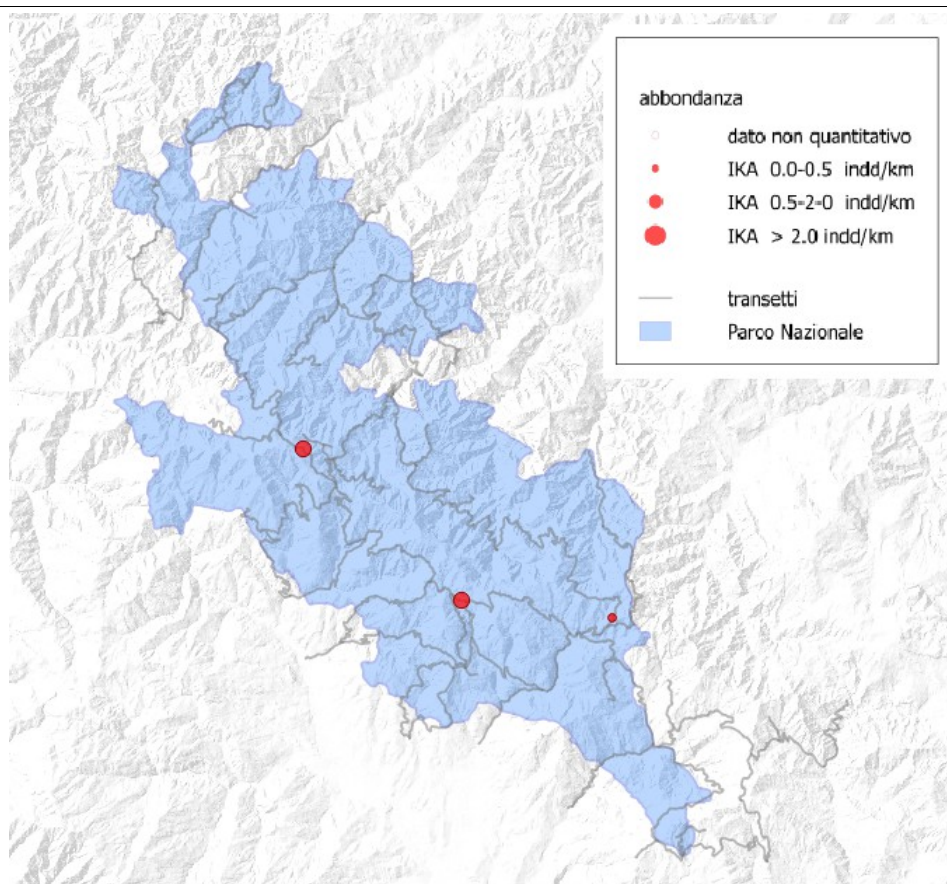 abbondanza
dato non quantitativo
IKA 0.0-0.5 indd/km
IKA 0.5-2-0 indd/km
IKA > 2.0 indd/km
transetti
Parco Nazionale